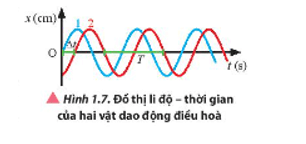 x (cm)
1 2
Δt
O
T
t (s)
▲ Hình 1.7. Đồ thị li độ – thời gian
của hai vật dao động điều hoà